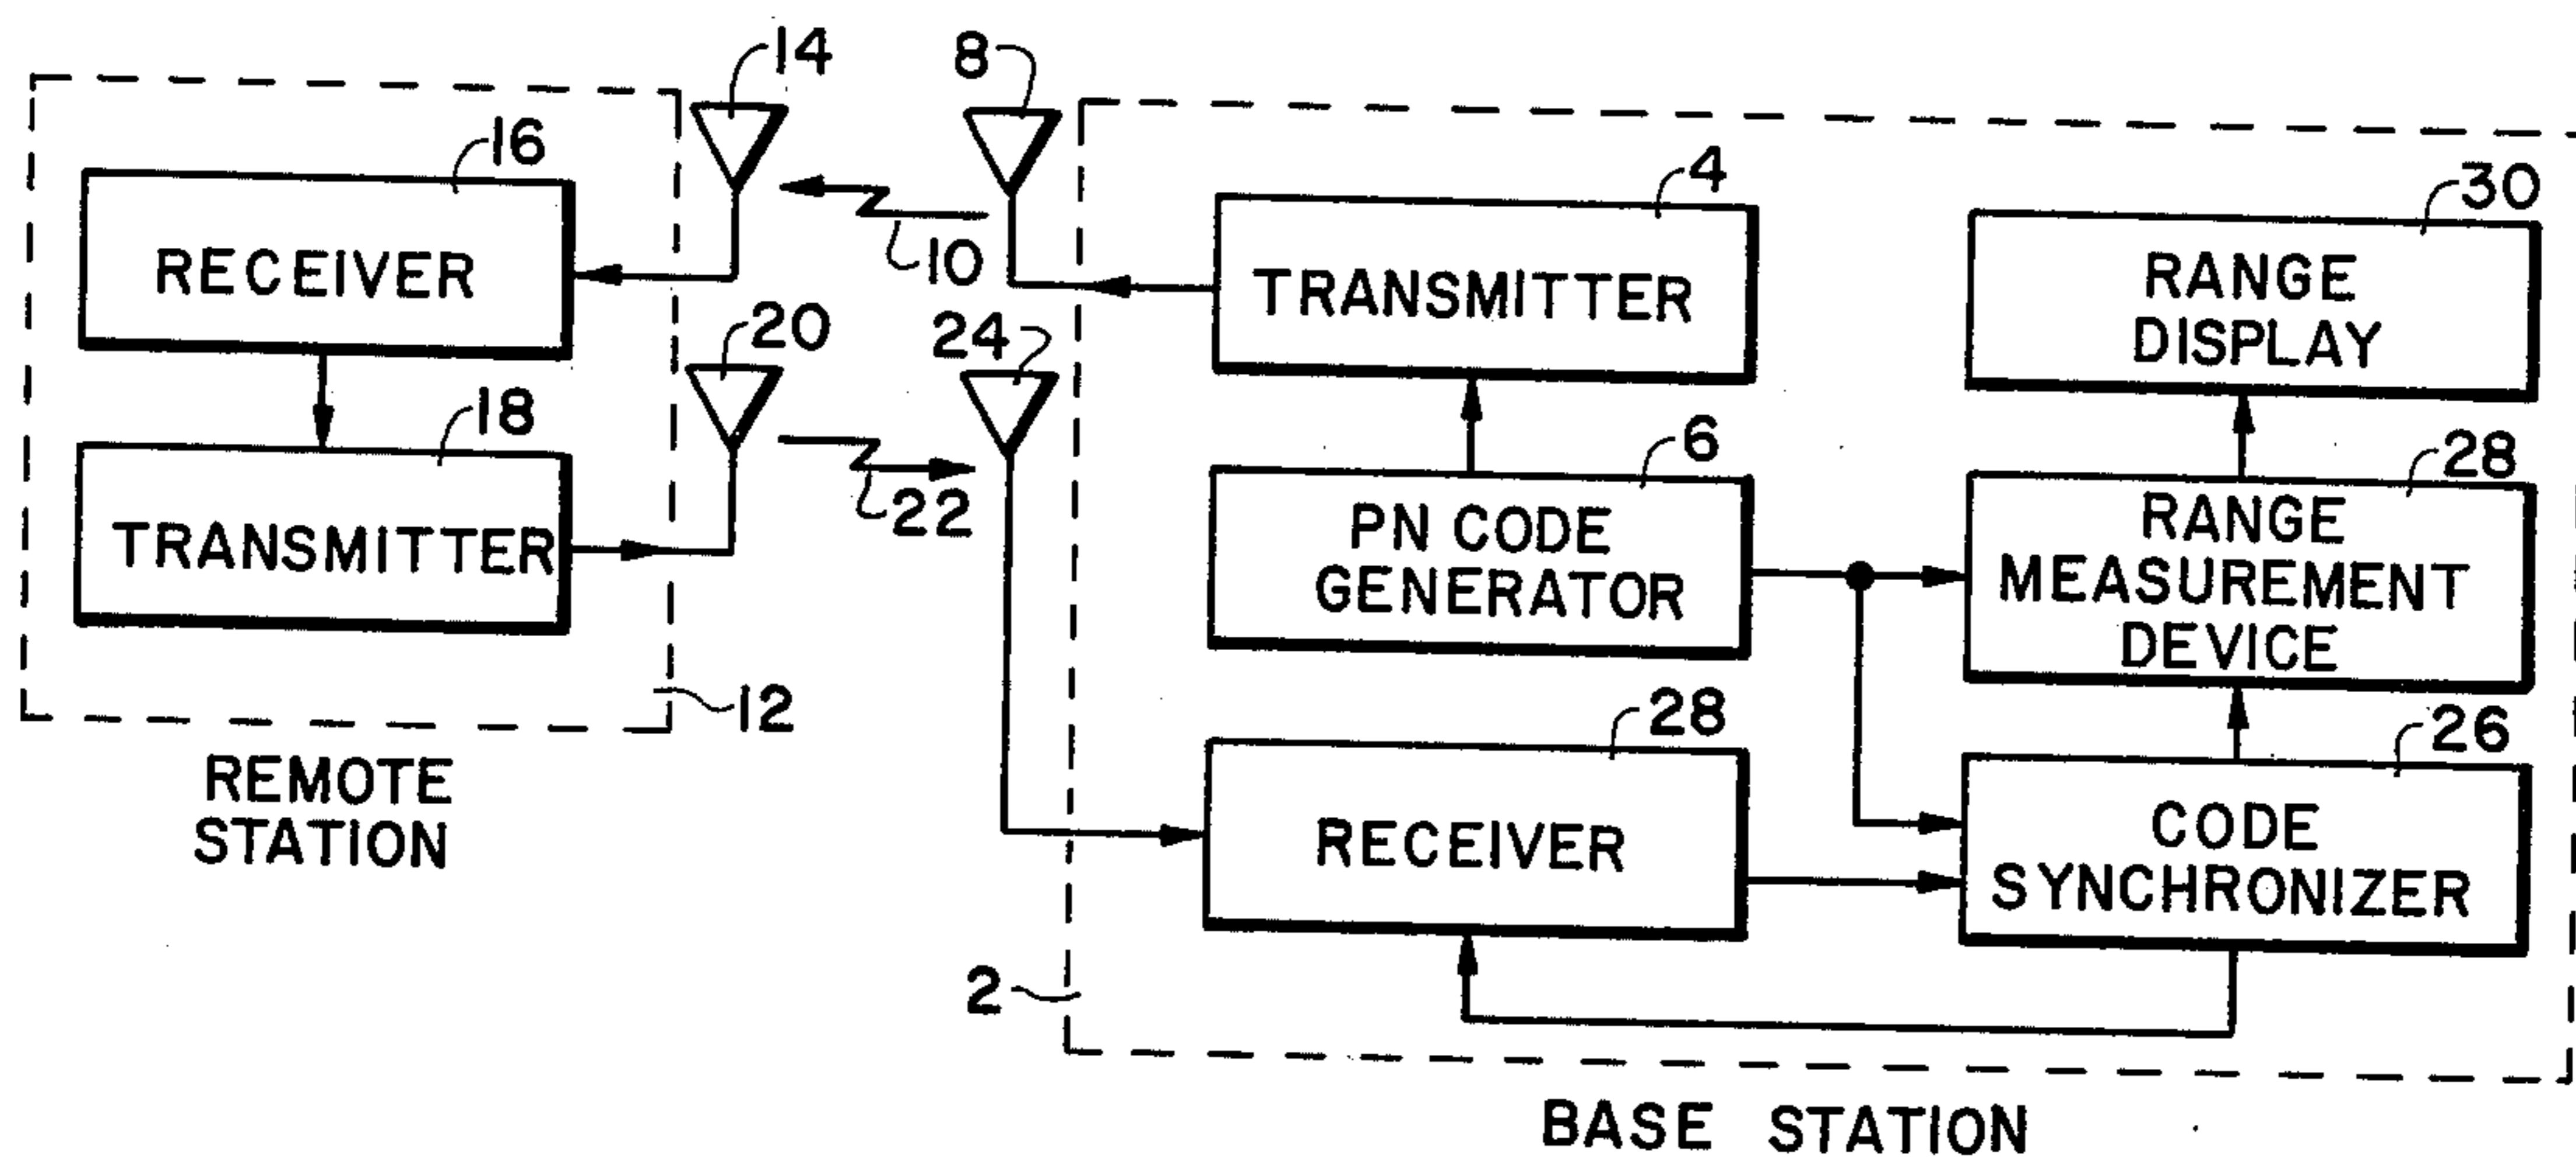 14
8
16
4
30
RECEIVER
10
TRANSMITTER
RANGE
DISPLAY
20
24
18
6
28
TRANSMITTER
22
PN CODE
GENERATOR
RANGE
MEASUREMENT
DEVICE
12
28
26
REMOTE
STATION
RECEIVER
CODE
SYNCHRONIZER
2
BASE STATION